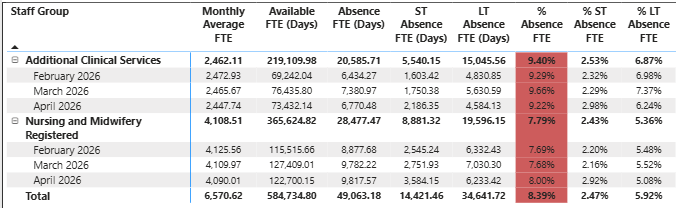 Staff Group Monthly Average FTE Available FTE (Days) Absence FTE (Days) ST Absence FTE (Days) LT Absence FTE (Days) % Absence FTE % ST Absence FTE % LT Absence FTE
Additional Clinical Services 2,462.11 219,109.98 20,585.71 5,540.15 15,045.56 9.40% 2.53% 6.87%
February 2026 2,472.93 69,242.04 6,434.27 1,603.42 4,830.85 9.29% 2.32% 6.98%
March 2026 2,465.67 76,435.80 7,380.97 1,750.38 5,630.59 9.66% 2.29% 7.37%
April 2026 2,447.74 73,432.14 6,770.48 2,186.35 4,584.13 9.22% 2.98% 6.24%
Nursing and Midwifery Registered 4,108.51 365,624.82 28,477.47 8,881.32 19,596.15 7.79% 2.43% 5.36%
February 2026 4,125.56 115,515.66 8,877.68 2,545.24 6,332.43 7.69% 2.20% 5.48%
March 2026 4,109.97 127,409.01 9,782.22 2,751.93 7,030.30 7.68% 2.16% 5.52%
April 2026 4,090.01 122,700.15 9,817.57 3,584.15 6,233.42 8.00% 2.92% 5.08%
Total 6,570.62 584,734.80 49,063.18 14,421.46 34,641.72 8.39% 2.47% 5.92%